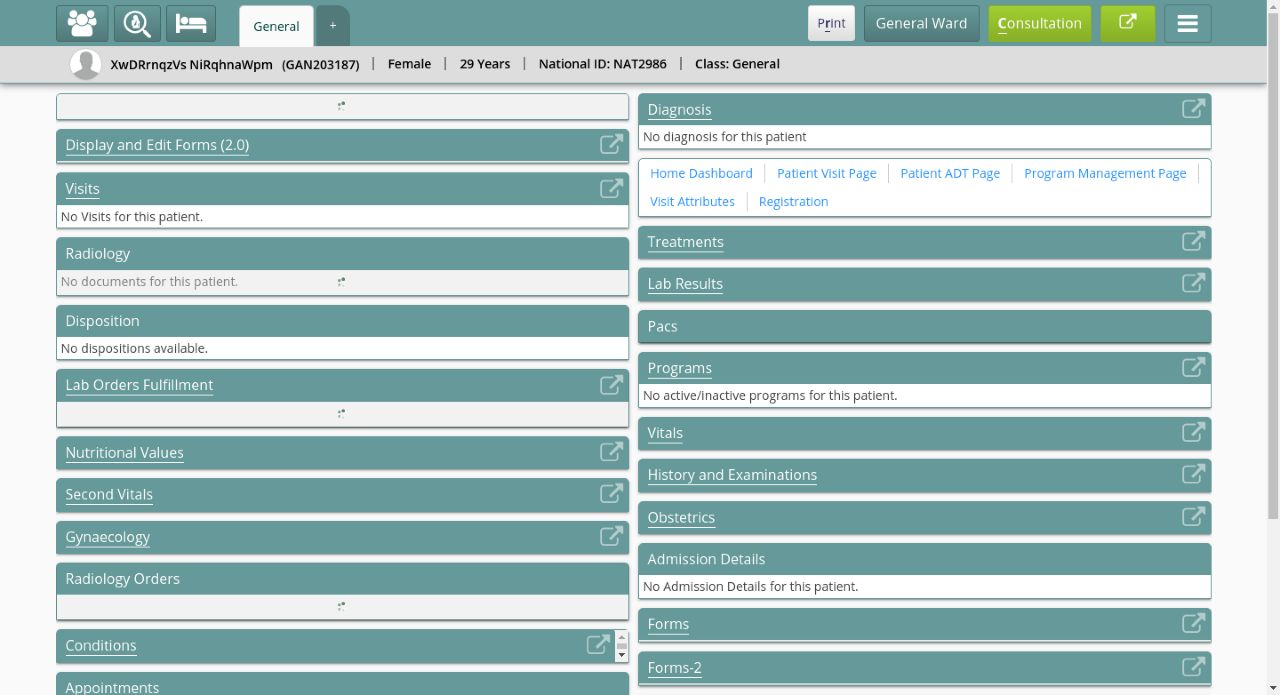 General
+
Print
General Ward
Consultation
XwDRrnqzVs NiRqhnaWpm (GAN203187) | Female | 29 Years | National ID: NAT2986 | Class: General
Display and Edit Forms (2.0)
Visits
No Visits for this patient.
Radiology
No documents for this patient.
Disposition
No dispositions available.
Lab Orders Fulfillment
Nutritional Values
Second Vitals
Gynaecology
Radiology Orders
Conditions
Appointments
Diagnosis
No diagnosis for this patient
Home Dashboard | Patient Visit Page | Patient ADT Page | Program Management Page |
Visit Attributes | Registration
Treatments
Lab Results
Pacs
Programs
No active/inactive programs for this patient.
Vitals
History and Examinations
Obstetrics
Admission Details
No Admission Details for this patient.
Forms
Forms-2